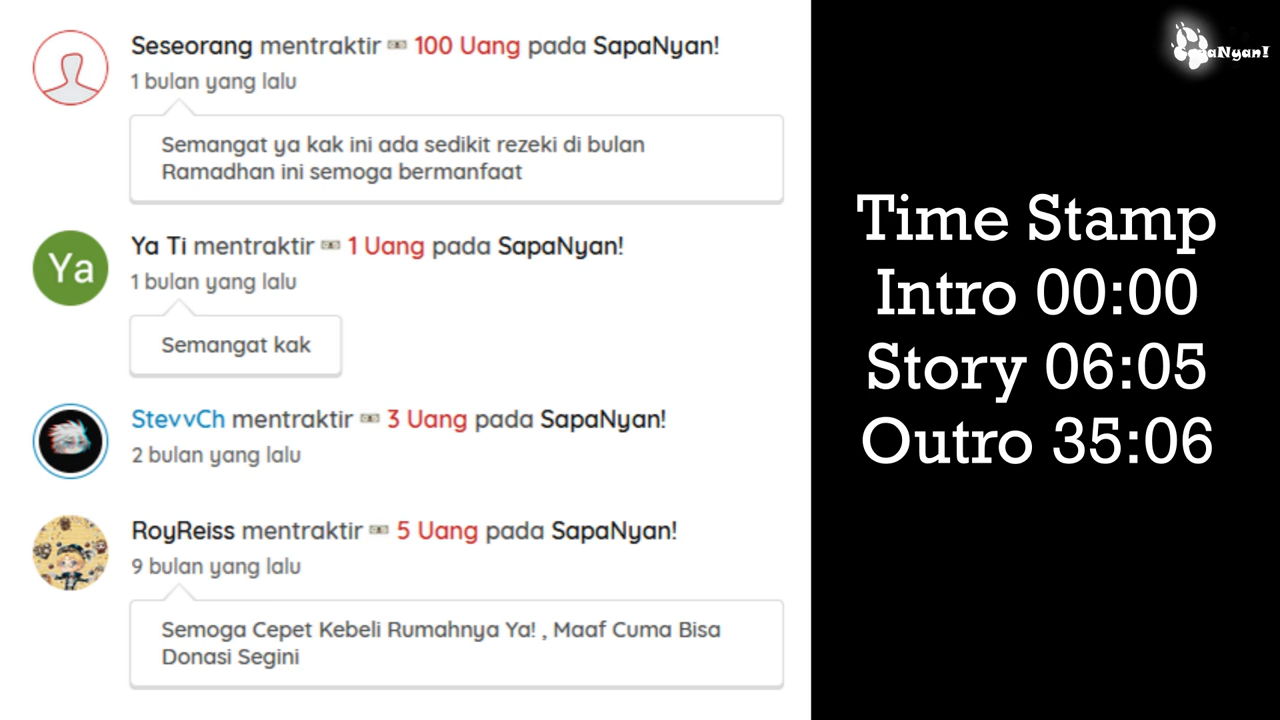 Seseorang mentraktir 100 Uang pada SapaNyan!
1 bulan yang lalu
Semangat ya kak ini ada sedikit rezeki di bulan
Ramadhan ini semoga bermanfaat
Ya
Ya Ti mentraktir 1 Uang pada SapaNyan!
1 bulan yang lalu
Semangat kak
StevvCh mentraktir 3 Uang pada SapaNyan!
2 bulan yang lalu
RoyReiss mentraktir 5 Uang pada SapaNyan!
9 bulan yang lalu
Semoga Cepet Kebeli Rumahnya Ya! , Maaf Cuma Bisa
Donasi Segini
SapaNyan!
Time Stamp
Intro 00:00
Story 06:05
Outro 35:06